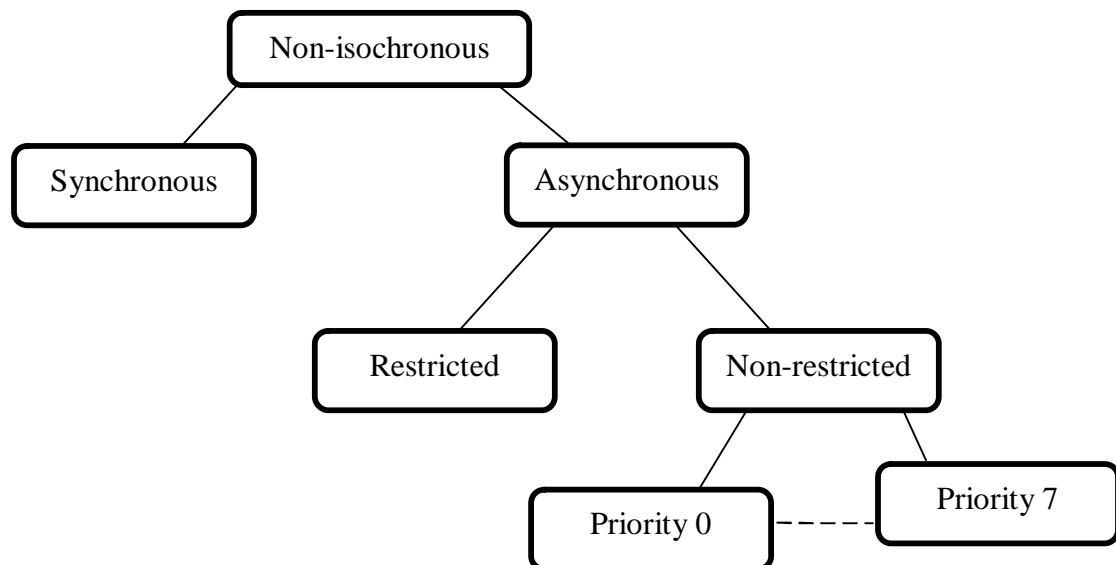 Non-isochronous
Synchronous
Asynchronous
Restricted
Non-restricted
Priority 0
Priority 7